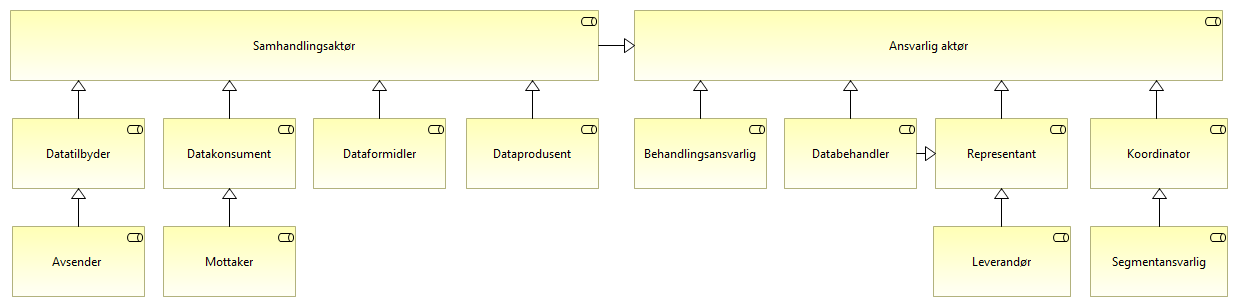 Samhandlingsaktør
Ansvarlig aktør
Datatilbyder
Datakonsument
Dataformidler
Dataprodusent
Behandlingsansvarlig
Databehandler
Representant
Koordinator
Avsender
Mottaker
Leverandør
Segmentansvarlig